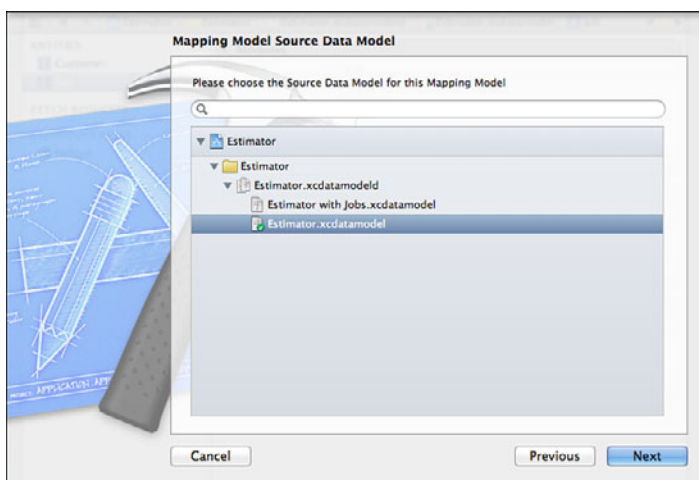 Mapping Model Source Data Model
Please choose the Source Data Model for this Mapping Model
Estimator
Estimator
Estimator.xcdatamodeld
Estimator with Jobs.xcdatamodel
Estimator.xcdatamodel
Cancel
Previous
Next